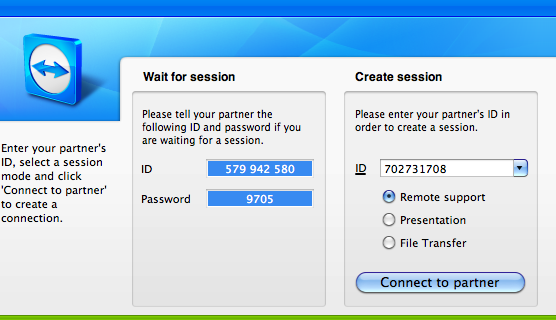 Enter your partner's
ID, select a session
mode and click
'Connect to partner'
to create a
connection.
Wait for session
Please tell your partner the
following ID and password if you
are waiting for a session.
ID 579 942 580
Password 9705
Create session
Please enter your partner's ID in
order to create a session.
ID 702731708
Remote support
Presentation
File Transfer
Connect to partner